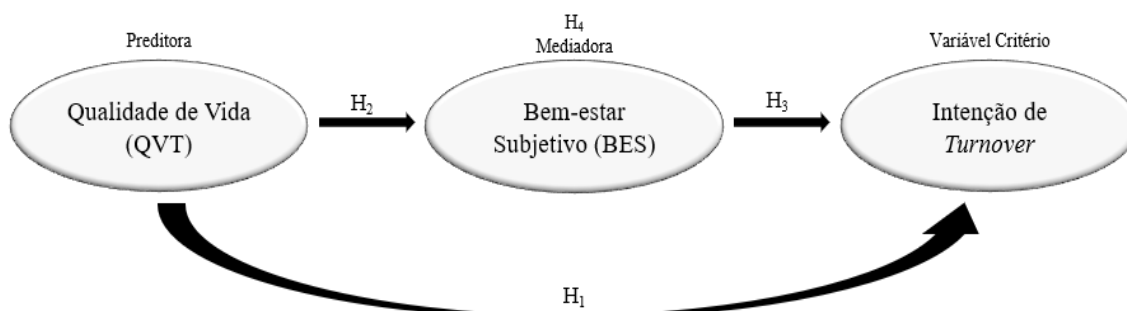 Preditora
H4
Mediadora
Variável Critério
Qualidade de Vida
(QVT)
H2
Bem-estar
Subjetivo (BES)
H3
Intenção de
Turnover
H1